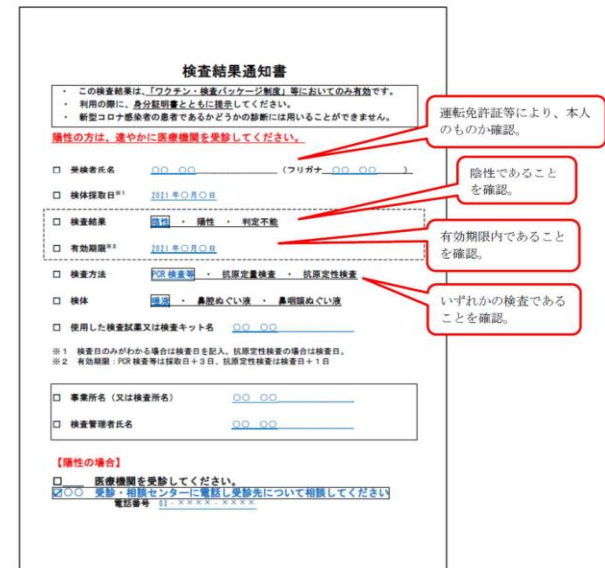 検査結果通知書
・ この検査結果は、「ワクチン・検査パッケージ制度」等においてのみ有効です。
・ 利用の際に、身分証明書とともに提示してください。
・ 新型コロナ感染者の患者であるかどうかの診断には用いることができません。
陽性の方は、速やかに医療機関を受診してください。
□ 受検者氏名 〇〇 〇〇 (フリガナ 〇〇 〇〇 )
□ 検体採取日※1 2021年〇月〇日
□ 検査結果 陰性 ・ 陽性 ・ 判定不能
□ 有効期限※2 2021年〇月〇日
□ 検査方法 PCR検査等 ・ 抗原定量検査 ・ 抗原定性検査
□ 検体 唾液 ・ 鼻腔ぬぐい液 ・ 鼻咽頭ぬぐい液
□ 使用した検査試薬又は検査キット名 〇〇 〇〇
※1 検査日のみがわかる場合は検査日を記入。抗原定性検査の場合は検査日。
※2 有効期限:PCR検査等は採取日+3日、抗原定性検査は検査日+1日
□ 事業所名(又は検査所名) 〇〇 〇〇
□ 検査管理者氏名 〇〇 〇〇
【陽性の場合】
□ 医療機関を受診してください。
☑〇〇 受診・相談センターに電話し受診先について相談してください
電話番号 03-××××-××××
運転免許証等により、本人
のものか確認。
陰性であること
を確認。
有効期限内であること
を確認。
いずれかの検査である
ことを確認。